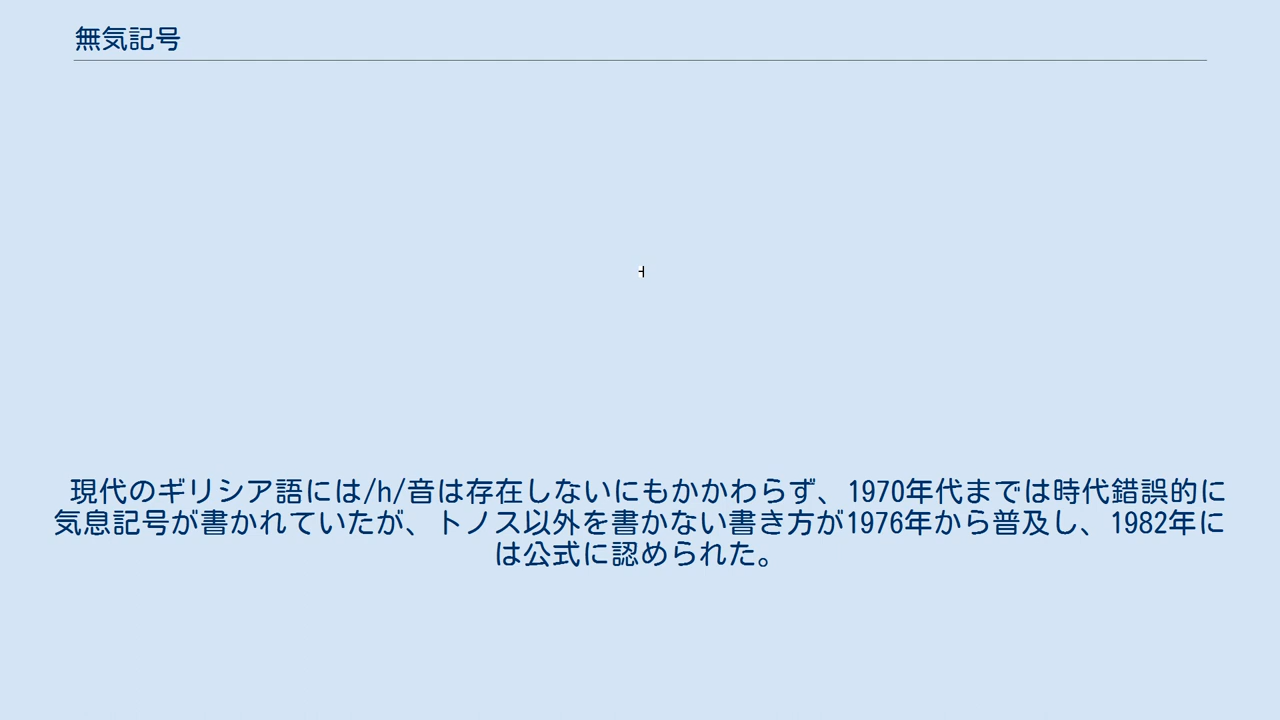 無気記号
現代のギリシア語には/h/音は存在しないにもかかわらず、1970年代までは時代錯誤的に
気息記号が書かれていたが、トノス以外を書かない書き方が1976年から普及し、1982年に
は公式に認められた。